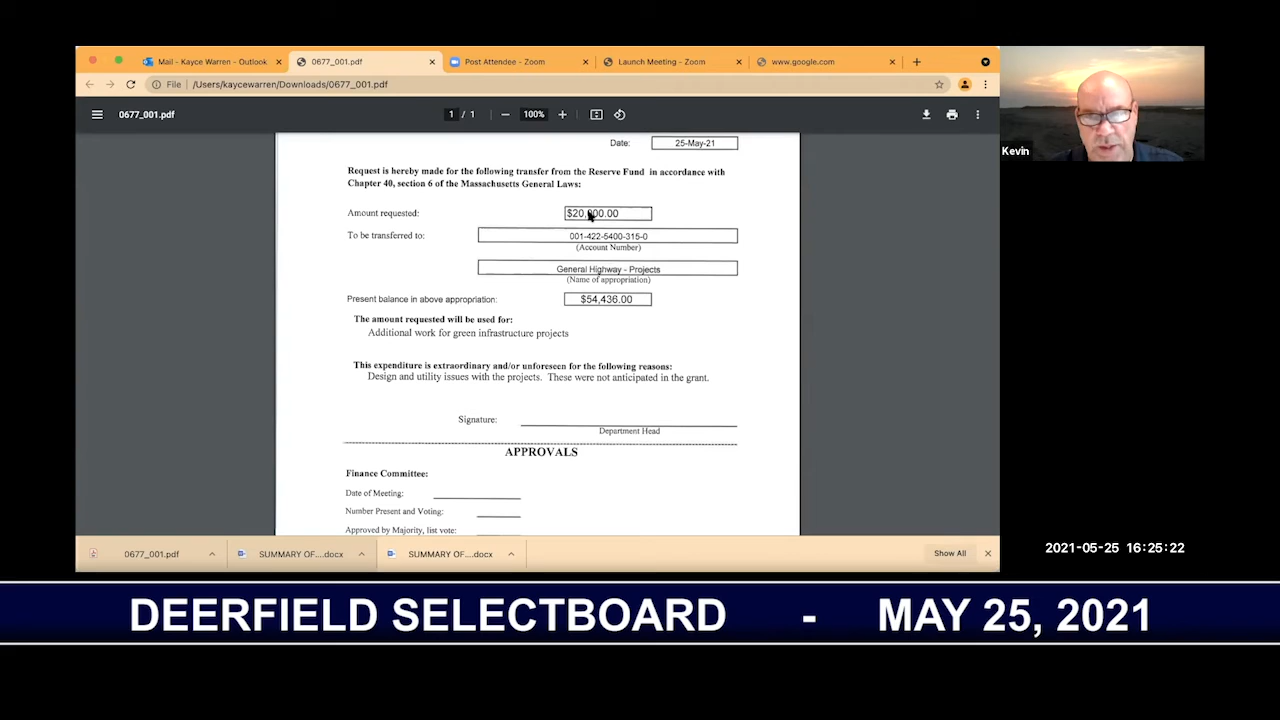 Mail - Kayce Warren - Outlook
0677_001.pdf
Post Attendee - Zoom
Launch Meeting - Zoom
www.google.com
File
/Users/kaycewarren/Downloads/0677_001.pdf
0677_001.pdf
1 / 1
100%
Date:
25-May-21
Request is hereby made for the following transfer from the Reserve Fund in accordance with
Chapter 40, section 6 of the Massachusetts General Laws:
Amount requested:
$20,000.00
To be transferred to:
001-422-5400-315-0
(Account Number)
General Highway - Projects
(Name of appropriation)
Present balance in above appropriation:
$54,436.00
The amount requested will be used for:
Additional work for green infrastructure projects
This expenditure is extraordinary and/or unforeseen for the following reasons:
Design and utility issues with the projects. These were not anticipated in the grant.
Signature:
Department Head
APPROVALS
Finance Committee:
Date of Meeting:
Number Present and Voting:
Approved by Majority, list vote:
0677_001.pdf
SUMMARY OF....docx
SUMMARY OF....docx
Show All
Kevin
2021-05-25 16:25:22
DEERFIELD SELECTBOARD - MAY 25, 2021